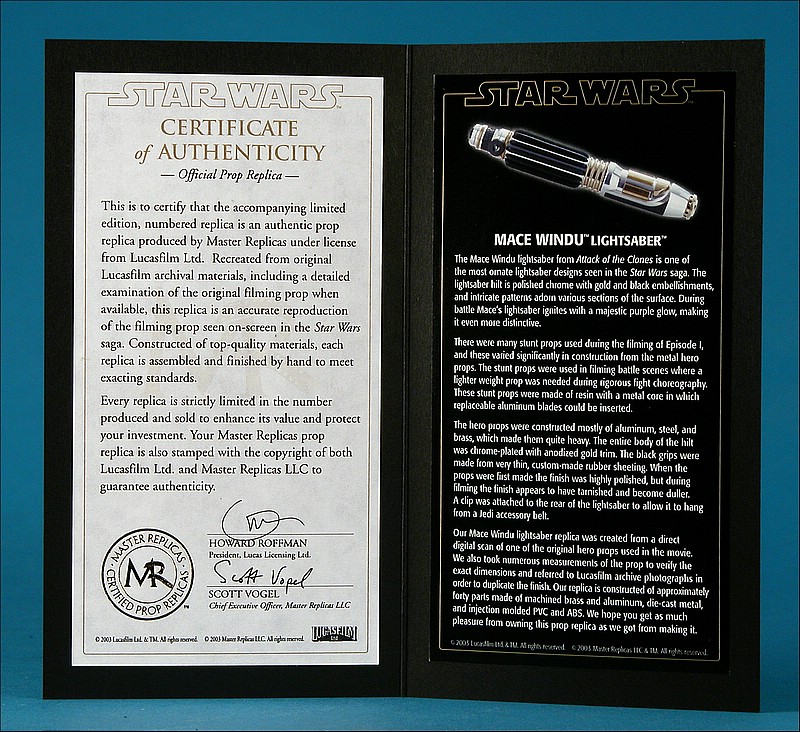 STAR WARS™
CERTIFICATE
of AUTHENTICITY
— Official Prop Replica —
This is to certify that the accompanying limited
edition, numbered replica is an authentic prop
replica produced by Master Replicas under license
from Lucasfilm Ltd. Recreated from original
Lucasfilm archival materials, including a detailed
examination of the original filming prop when
available, this replica is an accurate reproduction
of the filming prop seen on-screen in the Star Wars
saga. Constructed of top-quality materials, each
replica is assembled and finished by hand to meet
exacting standards.
Every replica is strictly limited in the number
produced and sold to enhance its value and protect
your investment. Your Master Replicas prop
replica is also stamped with the copyright of both
Lucasfilm Ltd. and Master Replicas LLC to
guarantee authenticity.
HOWARD ROFFMAN
President, Lucas Licensing Ltd.
Scott Vogel
SCOTT VOGEL
Chief Executive Officer, Master Replicas LLC
· MASTER REPLICAS ·
MR
CERTIFIED PROP REPLICAS
™
© 2003 Lucasfilm Ltd. & TM. All rights reserved. © 2003 Master Replicas LLC. All rights reserved.
LUCASFILM
Ltd.
STAR WARS™
MACE WINDU™ LIGHTSABER™
The Mace Windu lightsaber from Attack of the Clones is one of
the most ornate lightsaber designs seen in the Star Wars saga. The
lightsaber hilt is polished chrome with gold and black embellishments,
and intricate patterns adorn various sections of the surface. During
battle Mace's lightsaber ignites with a majestic purple glow, making
it even more distinctive.
There were many stunt props used during the filming of Episode I,
and these varied significantly in construction from the metal hero
props. The stunt props were used in filming battle scenes where a
lighter weight prop was needed during rigorous fight choreography.
These stunt props were made of resin with a metal core in which
replaceable aluminum blades could be inserted.
The hero props were constructed mostly of aluminum, steel, and
brass, which made them quite heavy. The entire body of the hilt
was chrome-plated with anodized gold trim. The black grips were
made from very thin, custom-made rubber sheeting. When the
props were first made the finish was highly polished, but during
filming the finish appears to have tarnished and become duller.
A clip was attached to the rear of the lightsaber to allow it to hang
from a Jedi accessory belt.
Our Mace Windu lightsaber replica was created from a direct
digital scan of one of the original hero props used in the movie.
We also took numerous measurements of the prop to verify the
exact dimensions and referred to Lucasfilm archive photographs in
order to duplicate the finish. Our replica is constructed of approximately
forty parts made of machined brass and aluminum, die-cast metal,
and injection molded PVC and ABS. We hope you get as much
pleasure from owning this prop replica as we got from making it.
© 2003 Lucasfilm Ltd. & TM. All rights reserved. © 2003 Master Replicas LLC & TM. All rights reserved.